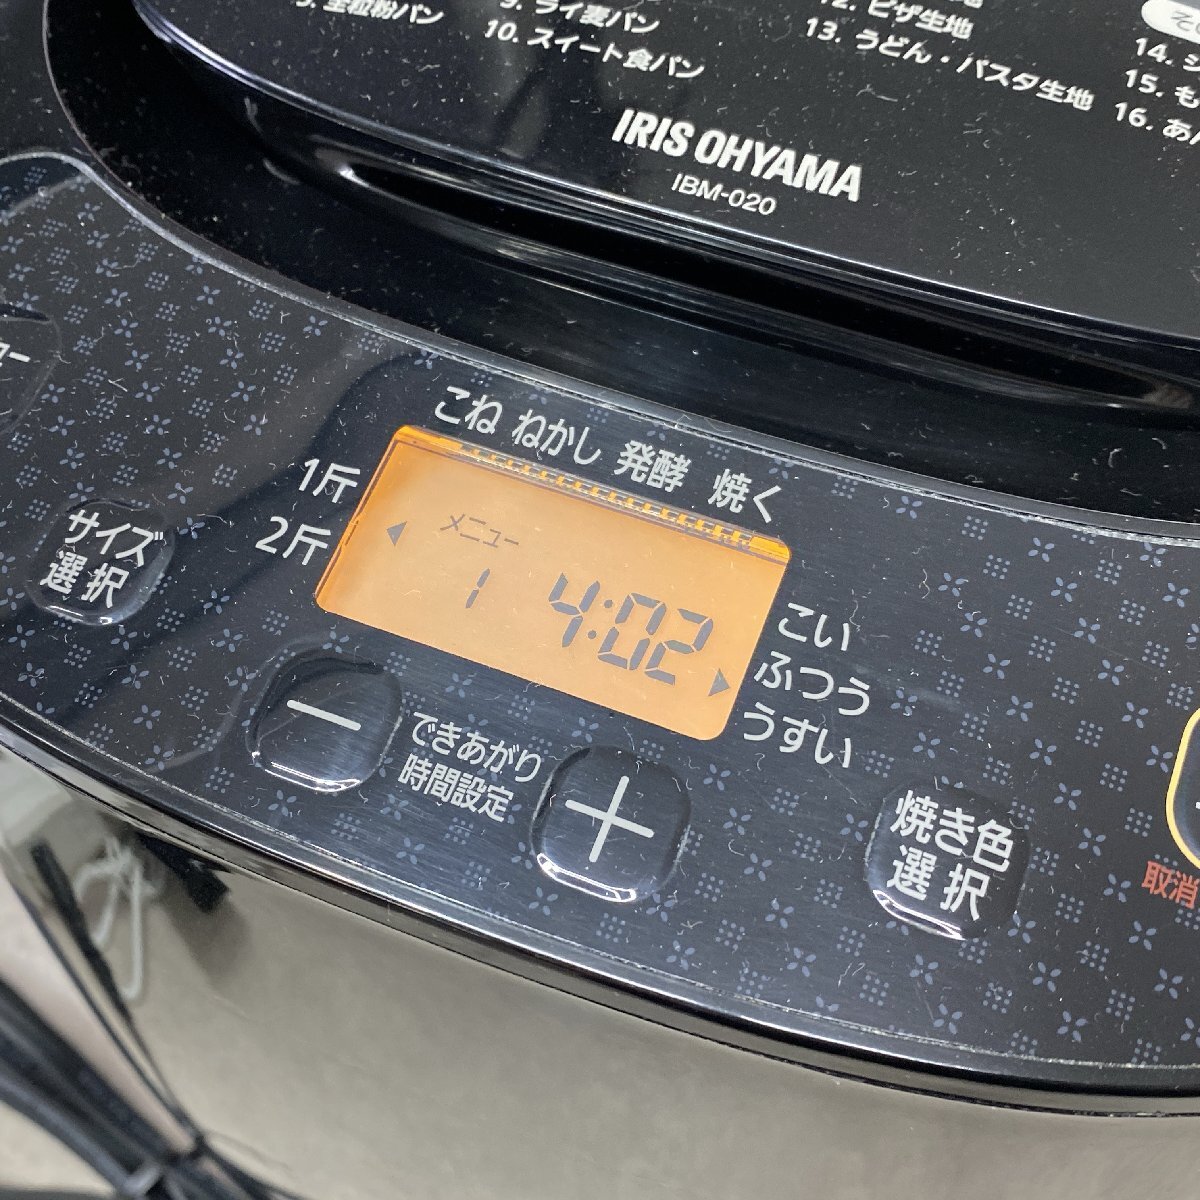 全粒粉パン
9. ライ麦パン
10. スイート食パン
12. ピザ生地
13. うどん・パスタ生地
14.
15.
16.
IRIS OHYAMA
IBM-020
こね ねかし 発酵 焼く
1斤
2斤
サイズ
選択
メニュー
1 4:02
こい
ふつう
うすい
できあがり
時間設定
焼き色
選択
取消